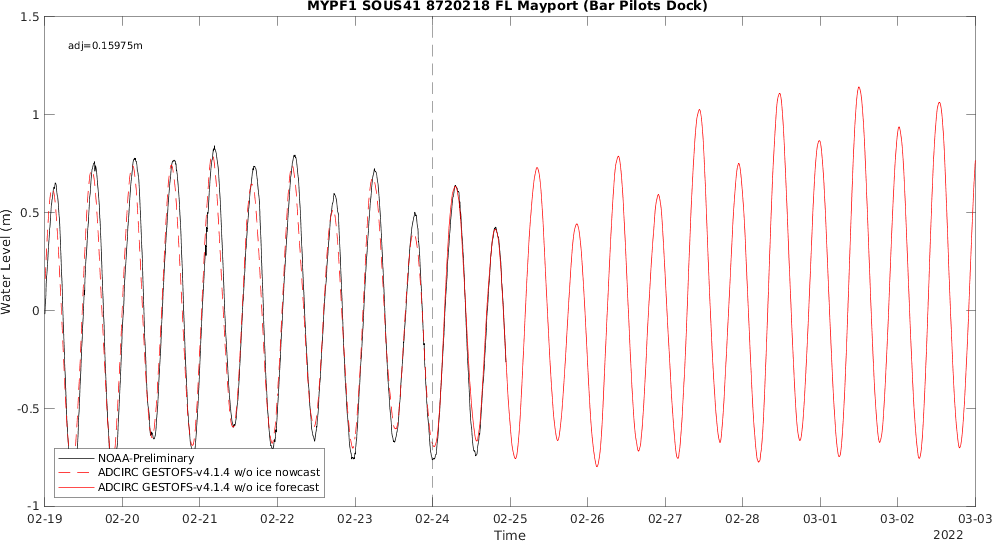 MYPF1 SOUS41 8720218 FL Mayport (Bar Pilots Dock)
adj=0.15975m
1.5
1
0.5
0
-0.5
-1
Water Level (m)
NOAA-Preliminary
ADCIRC GESTOFS-v4.1.4 w/o ice nowcast
ADCIRC GESTOFS-v4.1.4 w/o ice forecast
02-19 02-20 02-21 02-22 02-23 02-24 02-25 02-26 02-27 02-28 03-01 03-02 03-03
Time
2022